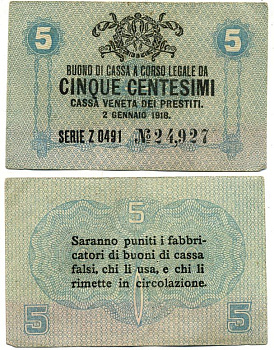 5 5
BUONO DI CASSA A CORSO LEGALE DA
CINQUE CENTESIMI
CASSA VENETA DEI PRESTITI.
2 GENNAIO 1918.
SERIE Z 0491 № 24,927
5
Saranno puniti i fabbri-
catori di buoni di cassa
falsi, chi li usa, e chi li
rimette in circolazione.
5 5